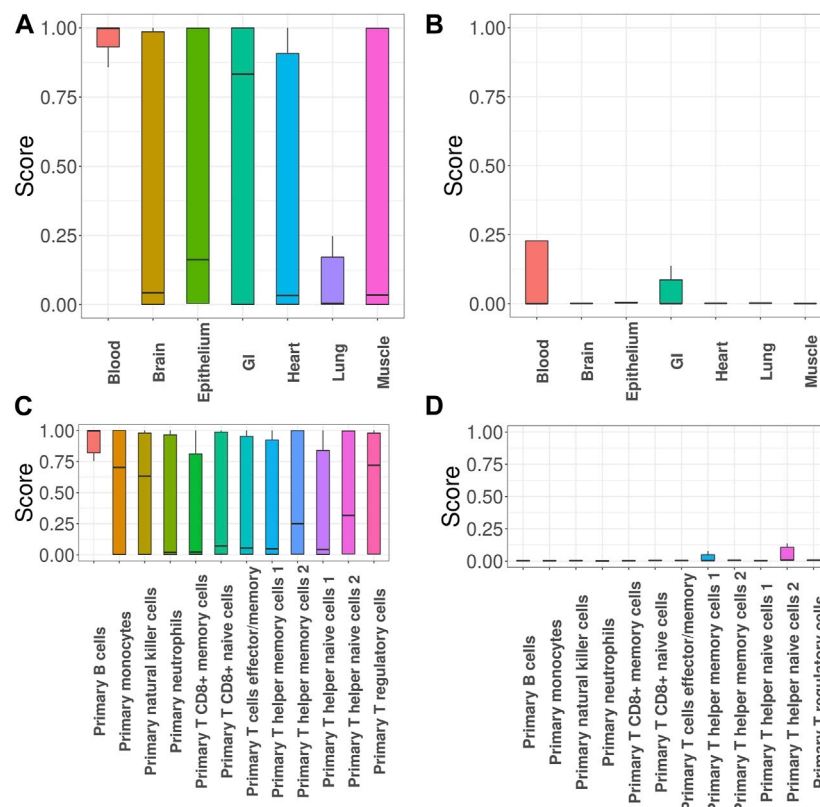 A
1.00
0.75
0.50
0.25
0.00
Score
Blood
Brain
Epithelium
GI
Heart
Lung
Muscle
B
1.00
0.75
0.50
0.25
0.00
Score
Blood
Brain
Epithelium
GI
Heart
Lung
Muscle
C
1.00
0.75
0.50
0.25
0.00
Score
Primary B cells
Primary monocytes
Primary natural killer cells
Primary neutrophils
Primary T CD8+ memory cells
Primary T CD8+ naive cells
Primary T cells effector/memory
Primary T helper memory cells 1
Primary T helper memory cells 2
Primary T helper naive cells 1
Primary T helper naive cells 2
Primary T regulatory cells
D
1.00
0.75
0.50
0.25
0.00
Score
Primary B cells
Primary monocytes
Primary natural killer cells
Primary neutrophils
Primary T CD8+ memory cells
Primary T CD8+ naive cells
Primary T cells effector/memory
Primary T helper memory cells 1
Primary T helper memory cells 2
Primary T helper naive cells 1
Primary T helper naive cells 2
Primary T regulatory cells